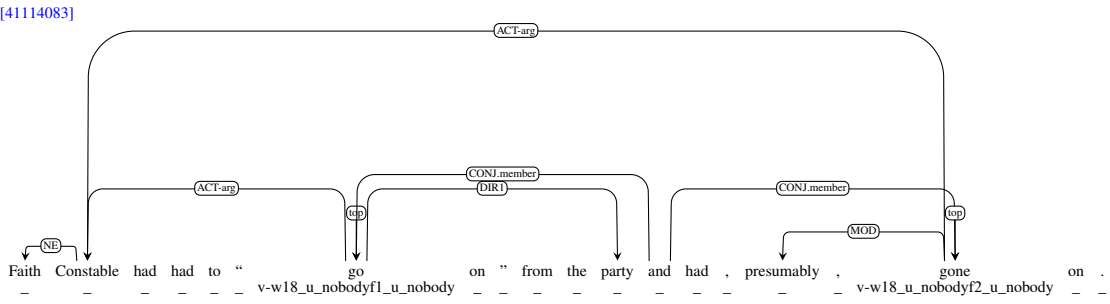 [41114083]
ACT-arg
CONJ.member
ACT-arg DIR1 CONJ.member
top top
NE MOD
Faith Constable had had to “ go on ” from the party and had , presumably , gone on .
_ _ _ _ _ _ v-w18_u_nobodyf1_u_nobody _ _ _ _ _ _ _ _ _ _ v-w18_u_nobodyf2_u_nobody _ _